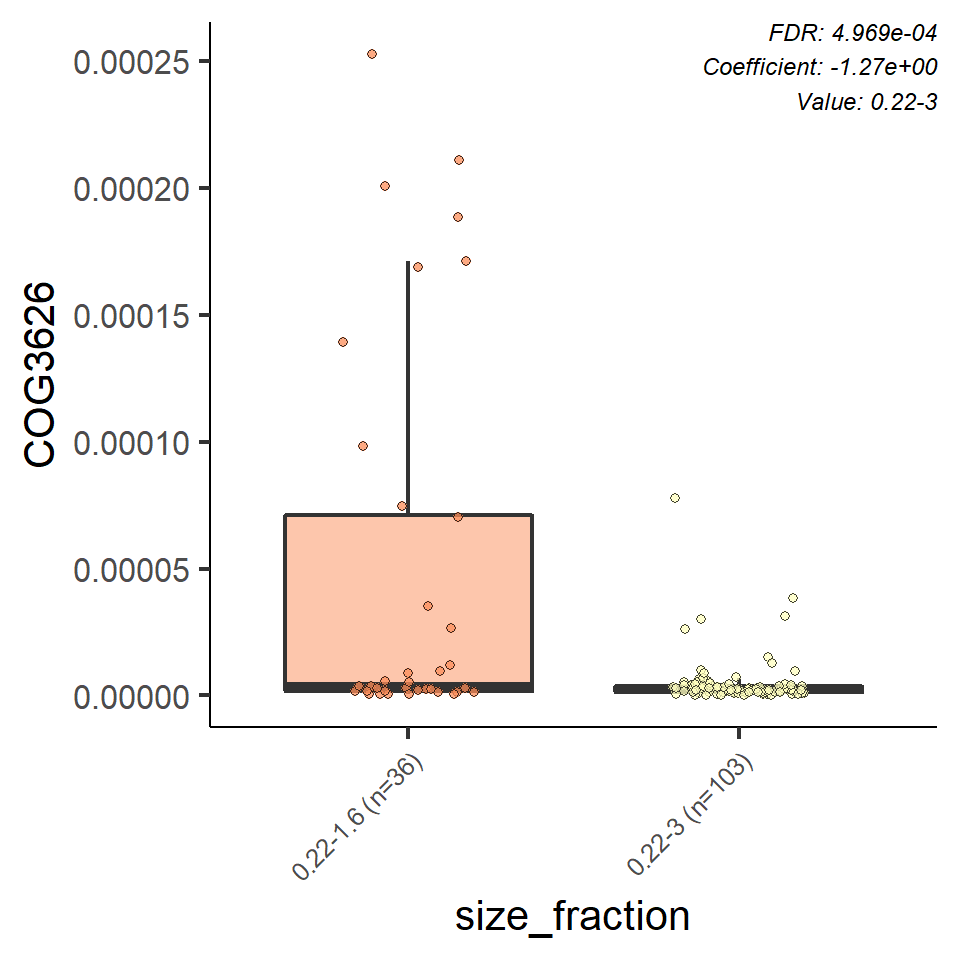 FDR: 4.969e-04
Coefficient: -1.27e+00
Value: 0.22-3
0.00025
0.00020
0.00015
0.00010
0.00005
0.00000
COG3626
0.22-1.6 (n=36)
0.22-3 (n=103)
size_fraction